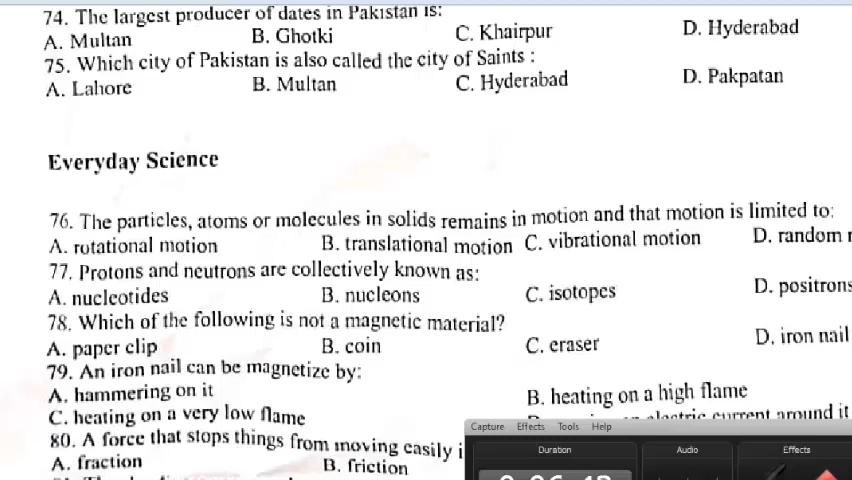 74. The largest producer of dates in Pakistan is:
A. Multan B. Ghotki C. Khairpur D. Hyderabad
75. Which city of Pakistan is also called the city of Saints :
A. Lahore B. Multan C. Hyderabad D. Pakpatan
Everyday Science
76. The particles, atoms or molecules in solids remains in motion and that motion is limited to:
A. rotational motion B. translational motion C. vibrational motion D. random
77. Protons and neutrons are collectively known as:
A. nucleotides B. nucleons C. isotopes D. positrons
78. Which of the following is not a magnetic material?
A. paper clip B. coin C. eraser D. iron nail
79. An iron nail can be magnetize by:
A. hammering on it B. heating on a high flame
C. heating on a very low flame electric current around it
80. A force that stops things from moving easily
A. fraction B. friction
Capture Effects Tools Help
Duration Audio Effects